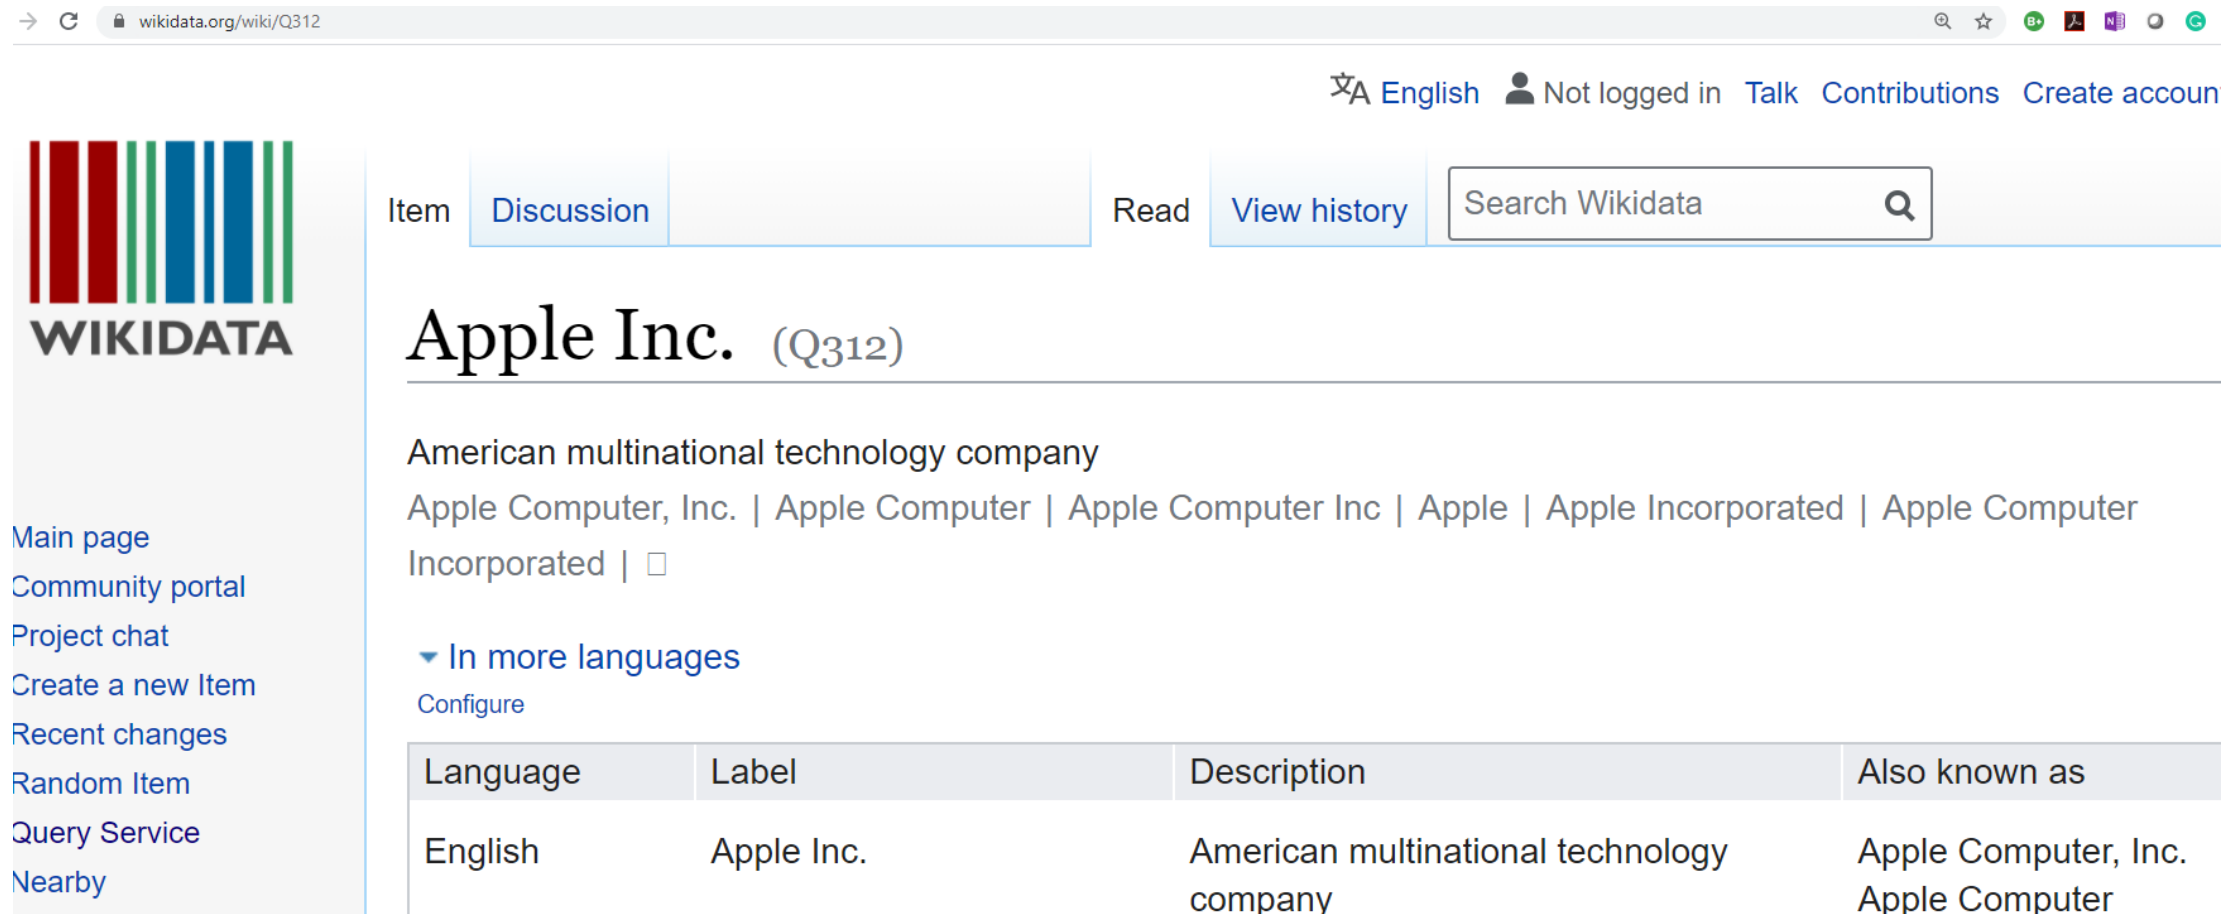 wikidata.org/wiki/Q312
English Not logged in Talk Contributions Create accoun
WIKIDATA
Item Discussion Read View history Search Wikidata
Apple Inc. (Q312)
American multinational technology company
Apple Computer, Inc. | Apple Computer | Apple Computer Inc | Apple | Apple Incorporated | Apple Computer
Incorporated | 
Main page
Community portal
Project chat
Create a new Item
Recent changes
Random Item
Query Service
Nearby
In more languages
Configure
Language Label Description Also known as
English Apple Inc. American multinational technology Apple Computer, Inc.
company Apple Computer